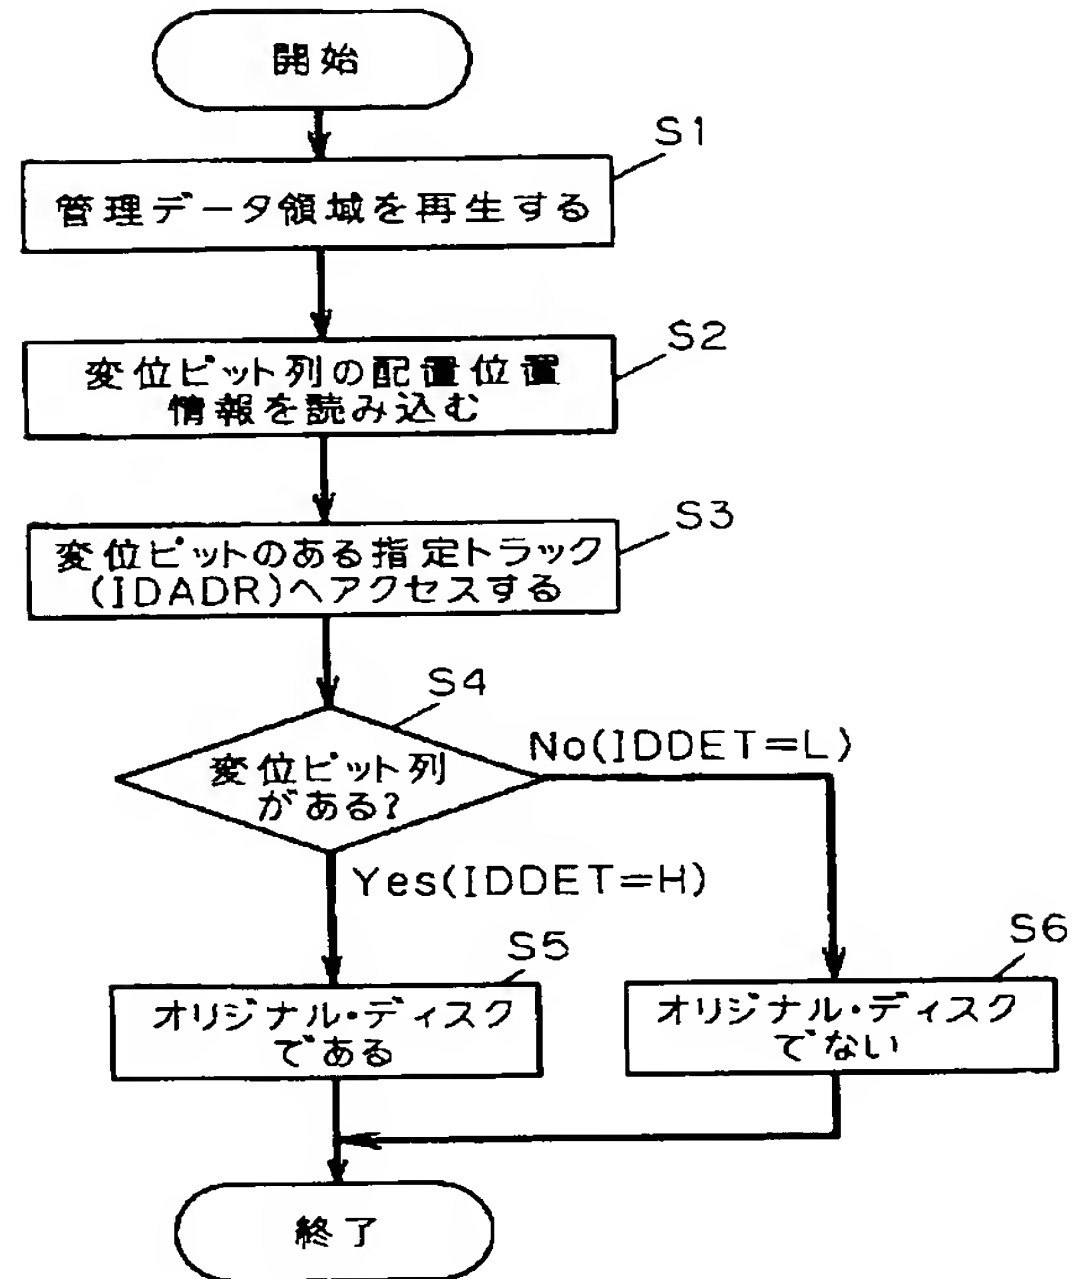 開始
S1
管理データ領域を再生する
S2
変位ピット列の配置位置
情報を読み込む
S3
変位ピットのある指定トラック
(IDADR)へアクセスする
S4
変位ピット列
がある?
No(IDDET=L)
Yes(IDDET=H)
S5
オリジナル・ディスク
である
S6
オリジナル・ディスク
でない
終了